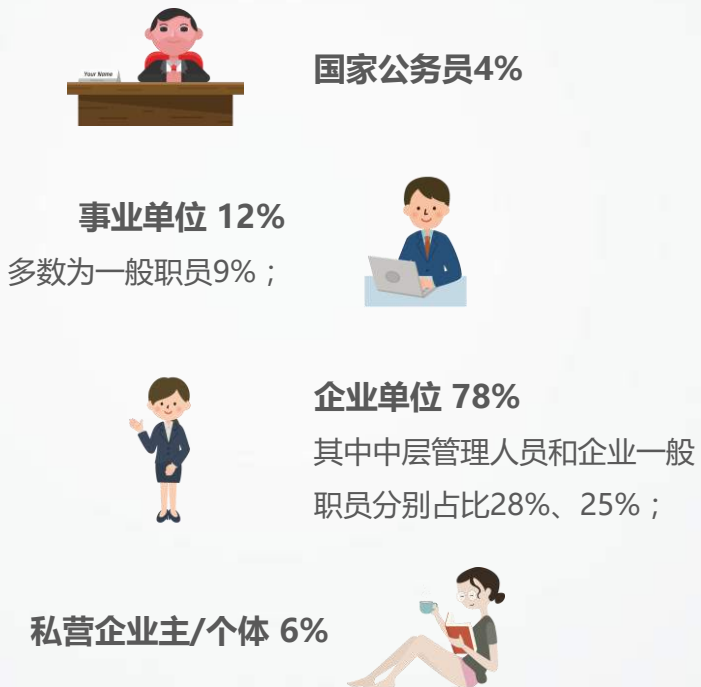 Your Name
国家公务员4%
事业单位 12%
多数为一般职员9%；
企业单位 78%
其中中层管理人员和企业一般
职员分别占比28%、25%；
私营企业主/个体 6%